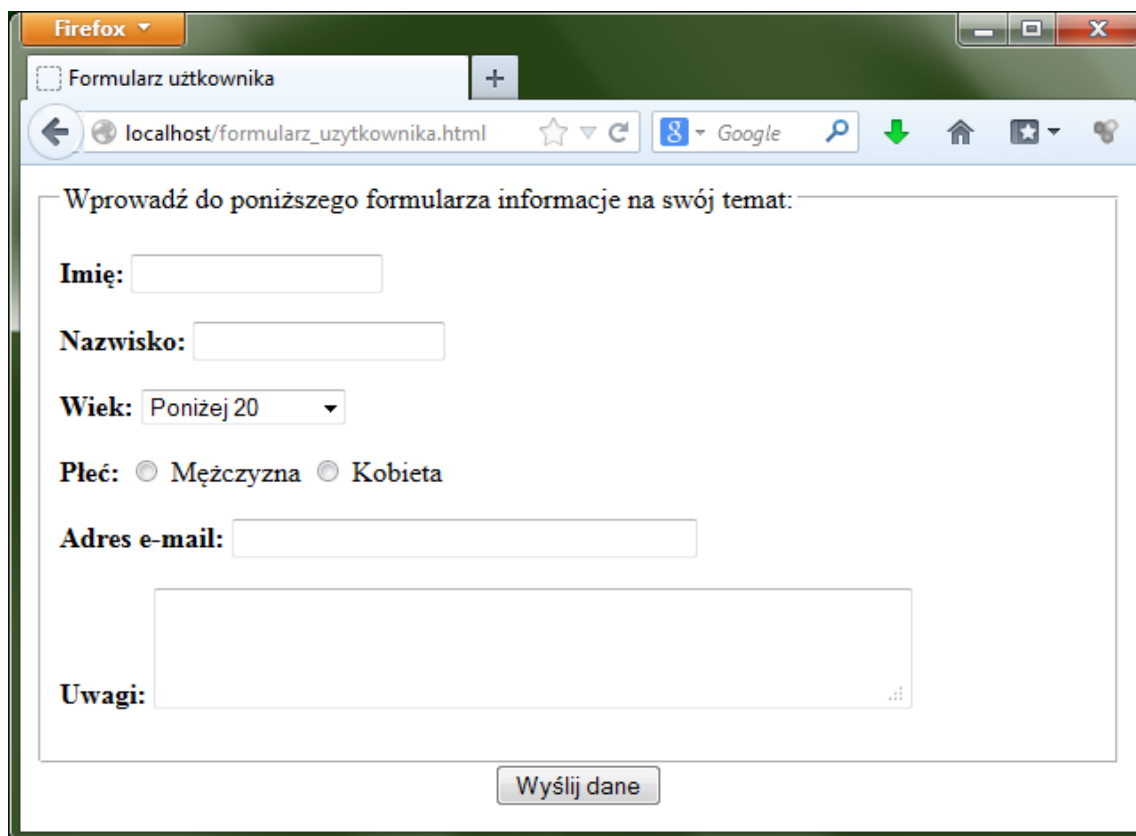 Firefox
Formularz użtkownika
localhost/formularz_uzytkownika.html
8 Google
Wprowadź do poniższego formularza informacje na swój temat:
Imię:
Nazwisko:
Wiek: Poniżej 20
Płeć: Mężczyzna Kobieta
Adres e-mail:
Uwagi:
Wyślij dane